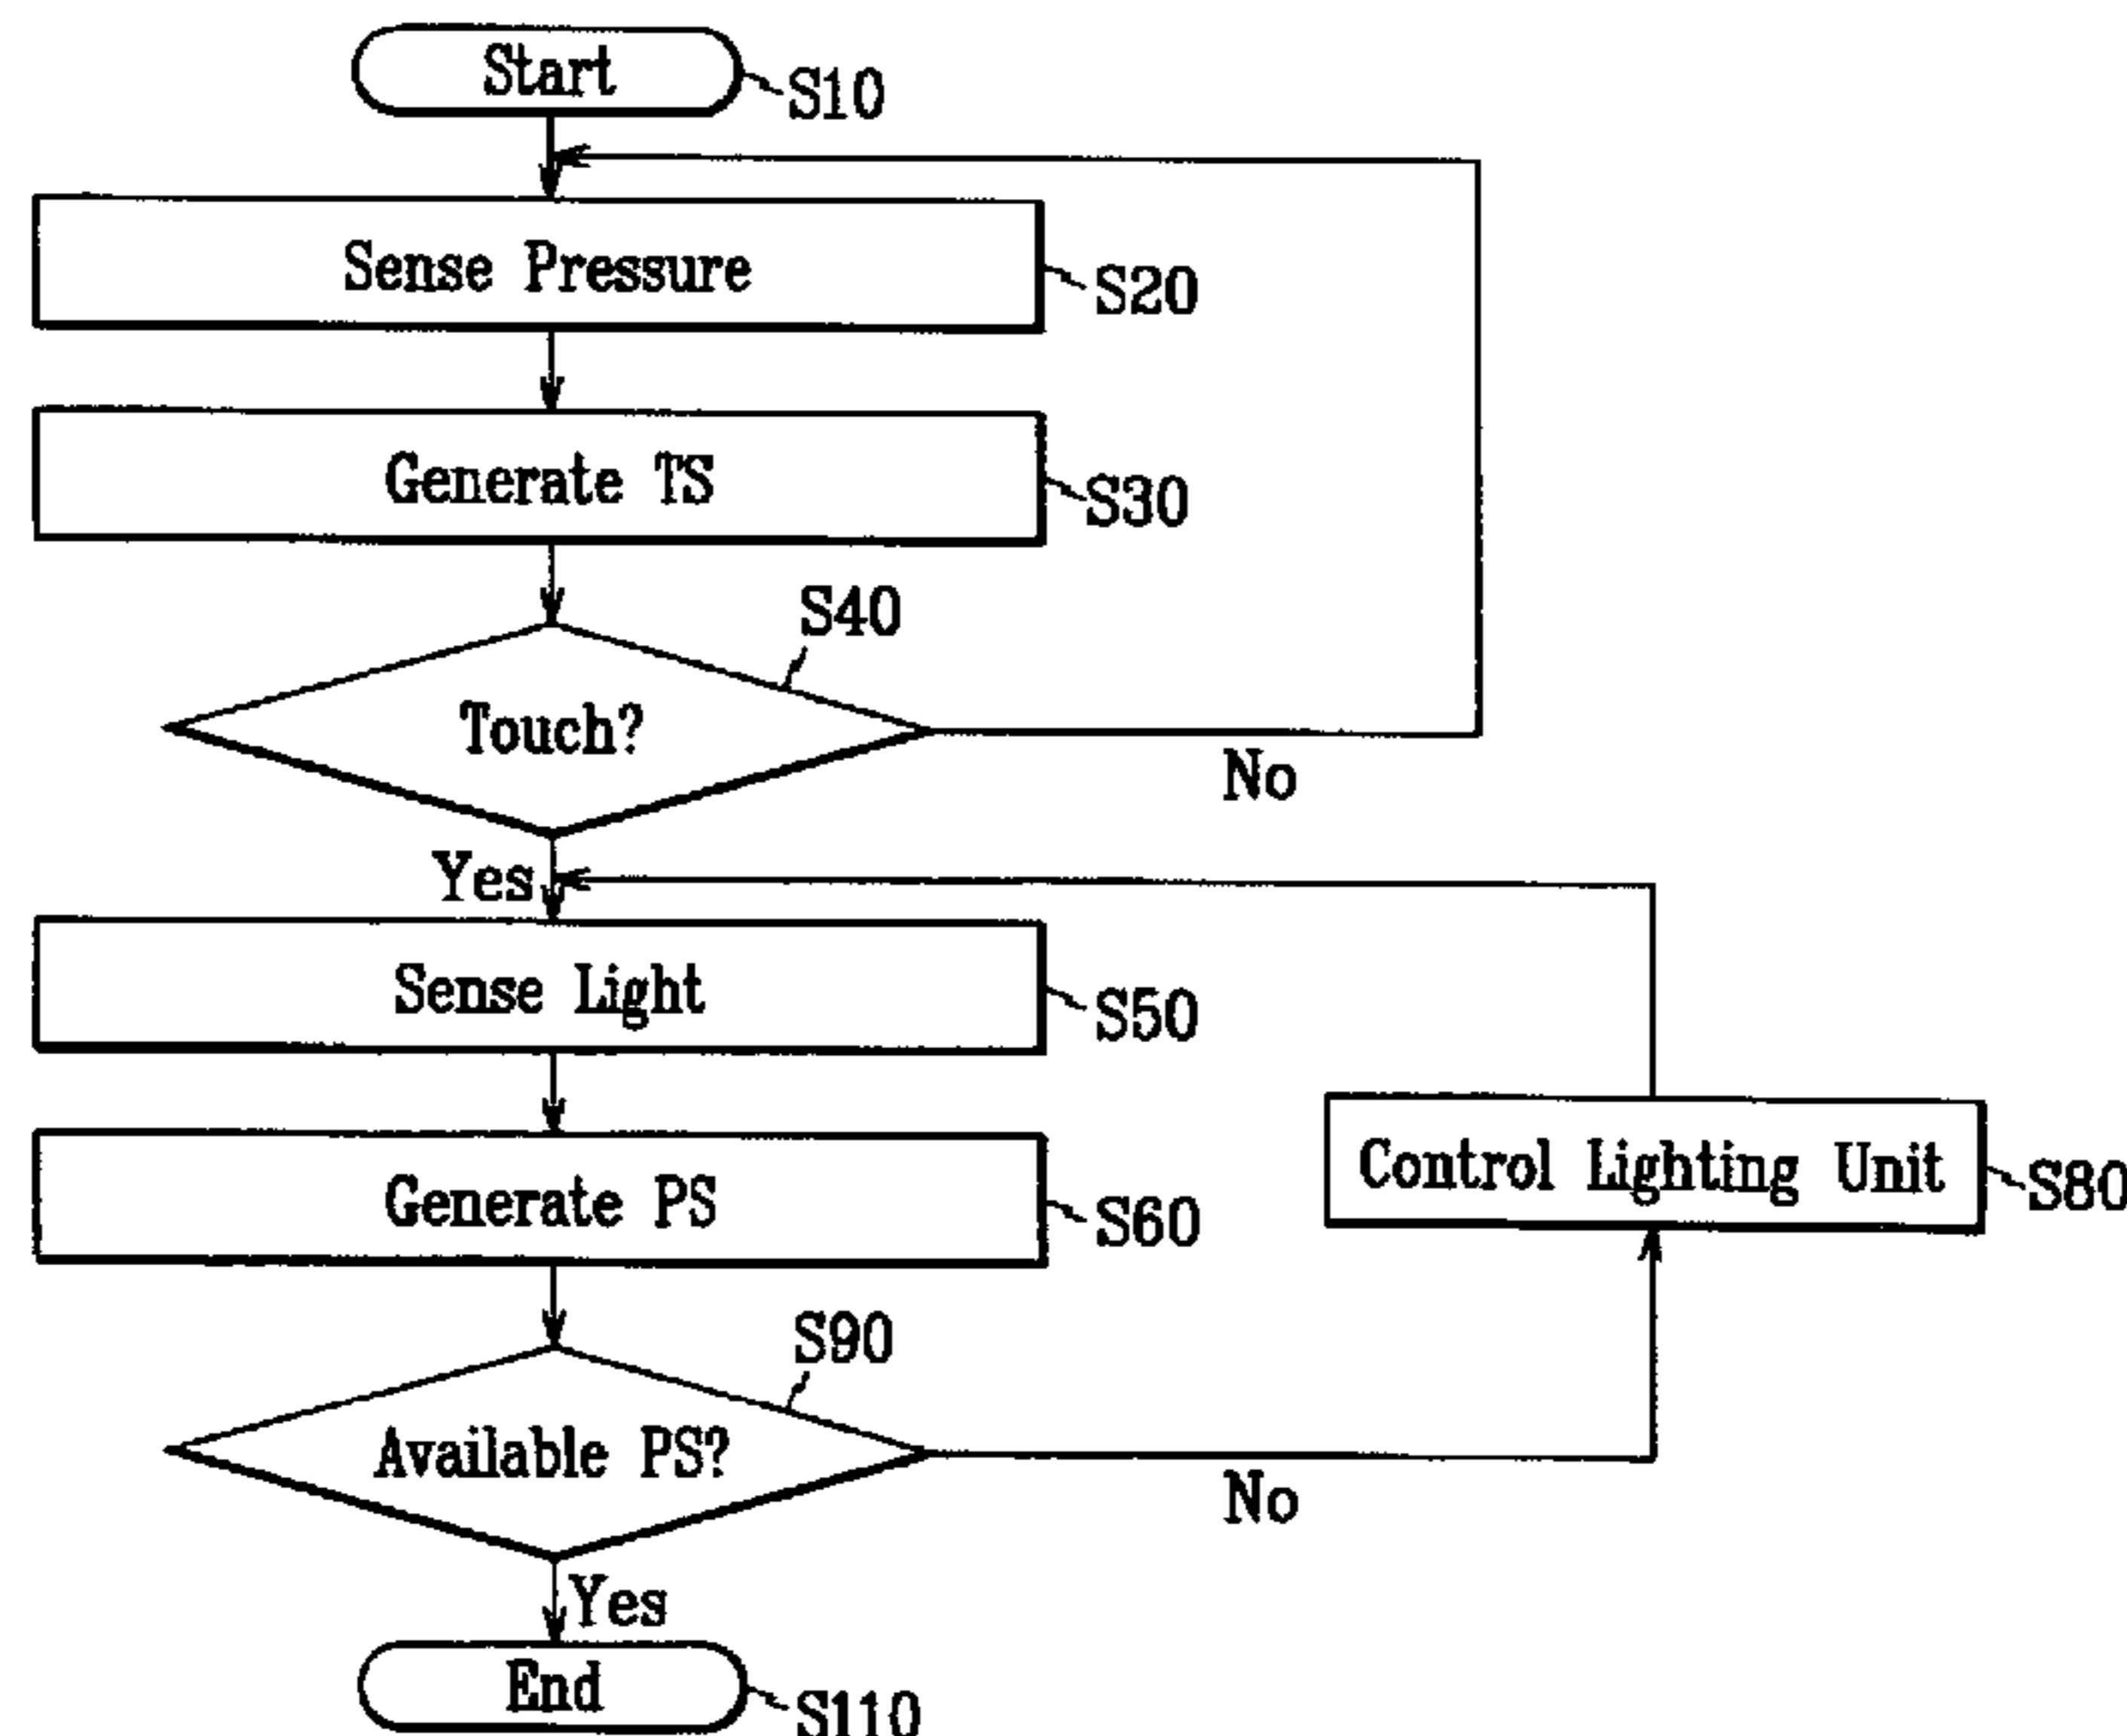 Start
S10
Sense Pressure
S20
Generate TS
S30
S40
Touch?
No
Yes
Sense Light
S50
Generate PS
S60
Control Lighting Unit
S80
S90
Available PS?
No
Yes
End
S110